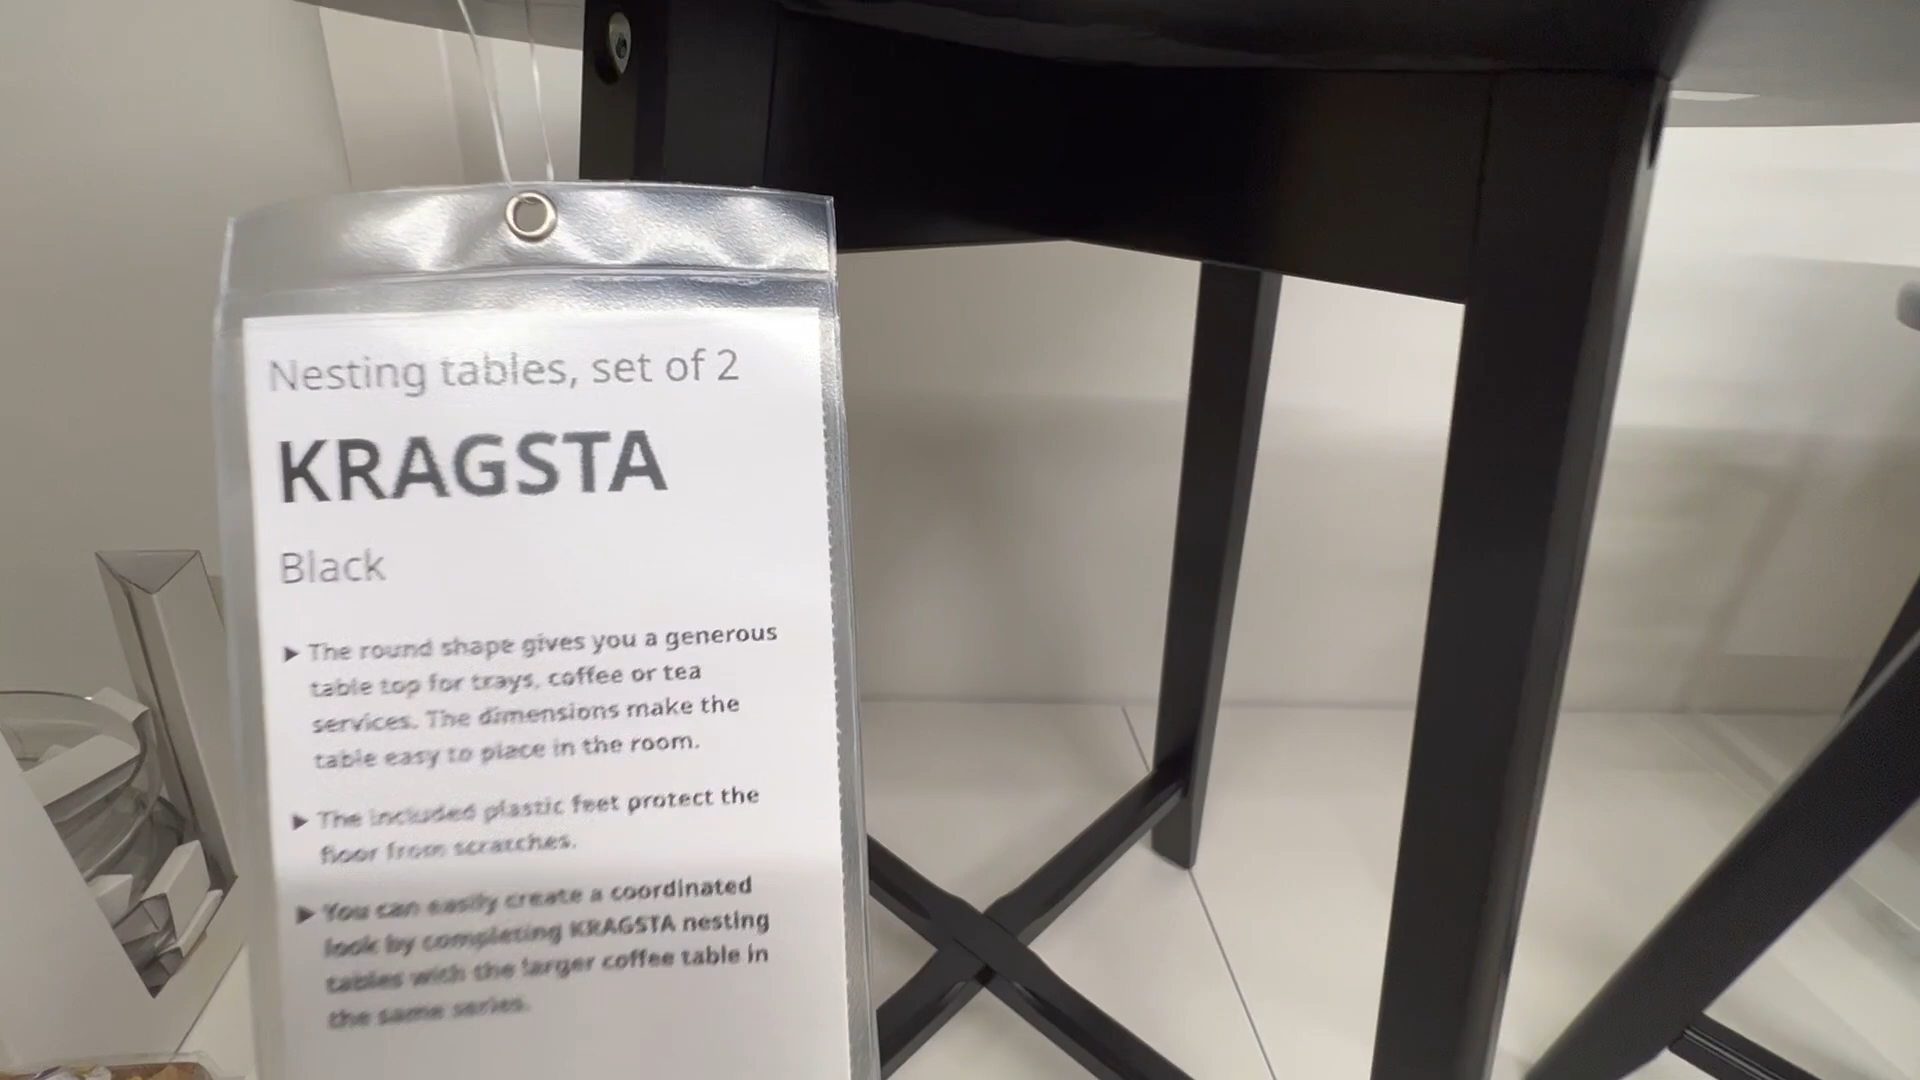 Nesting tables, set of 2
KRAGSTA
Black
▶ The round shape gives you a generous
table top for trays, coffee or tea
services. The dimensions make the
table easy to place in the room.
▶ The included plastic feet protect the
floor from scratches.
▶ You can easily create a coordinated
look by completing KRAGSTA nesting
tables with the larger coffee table in
the same series.